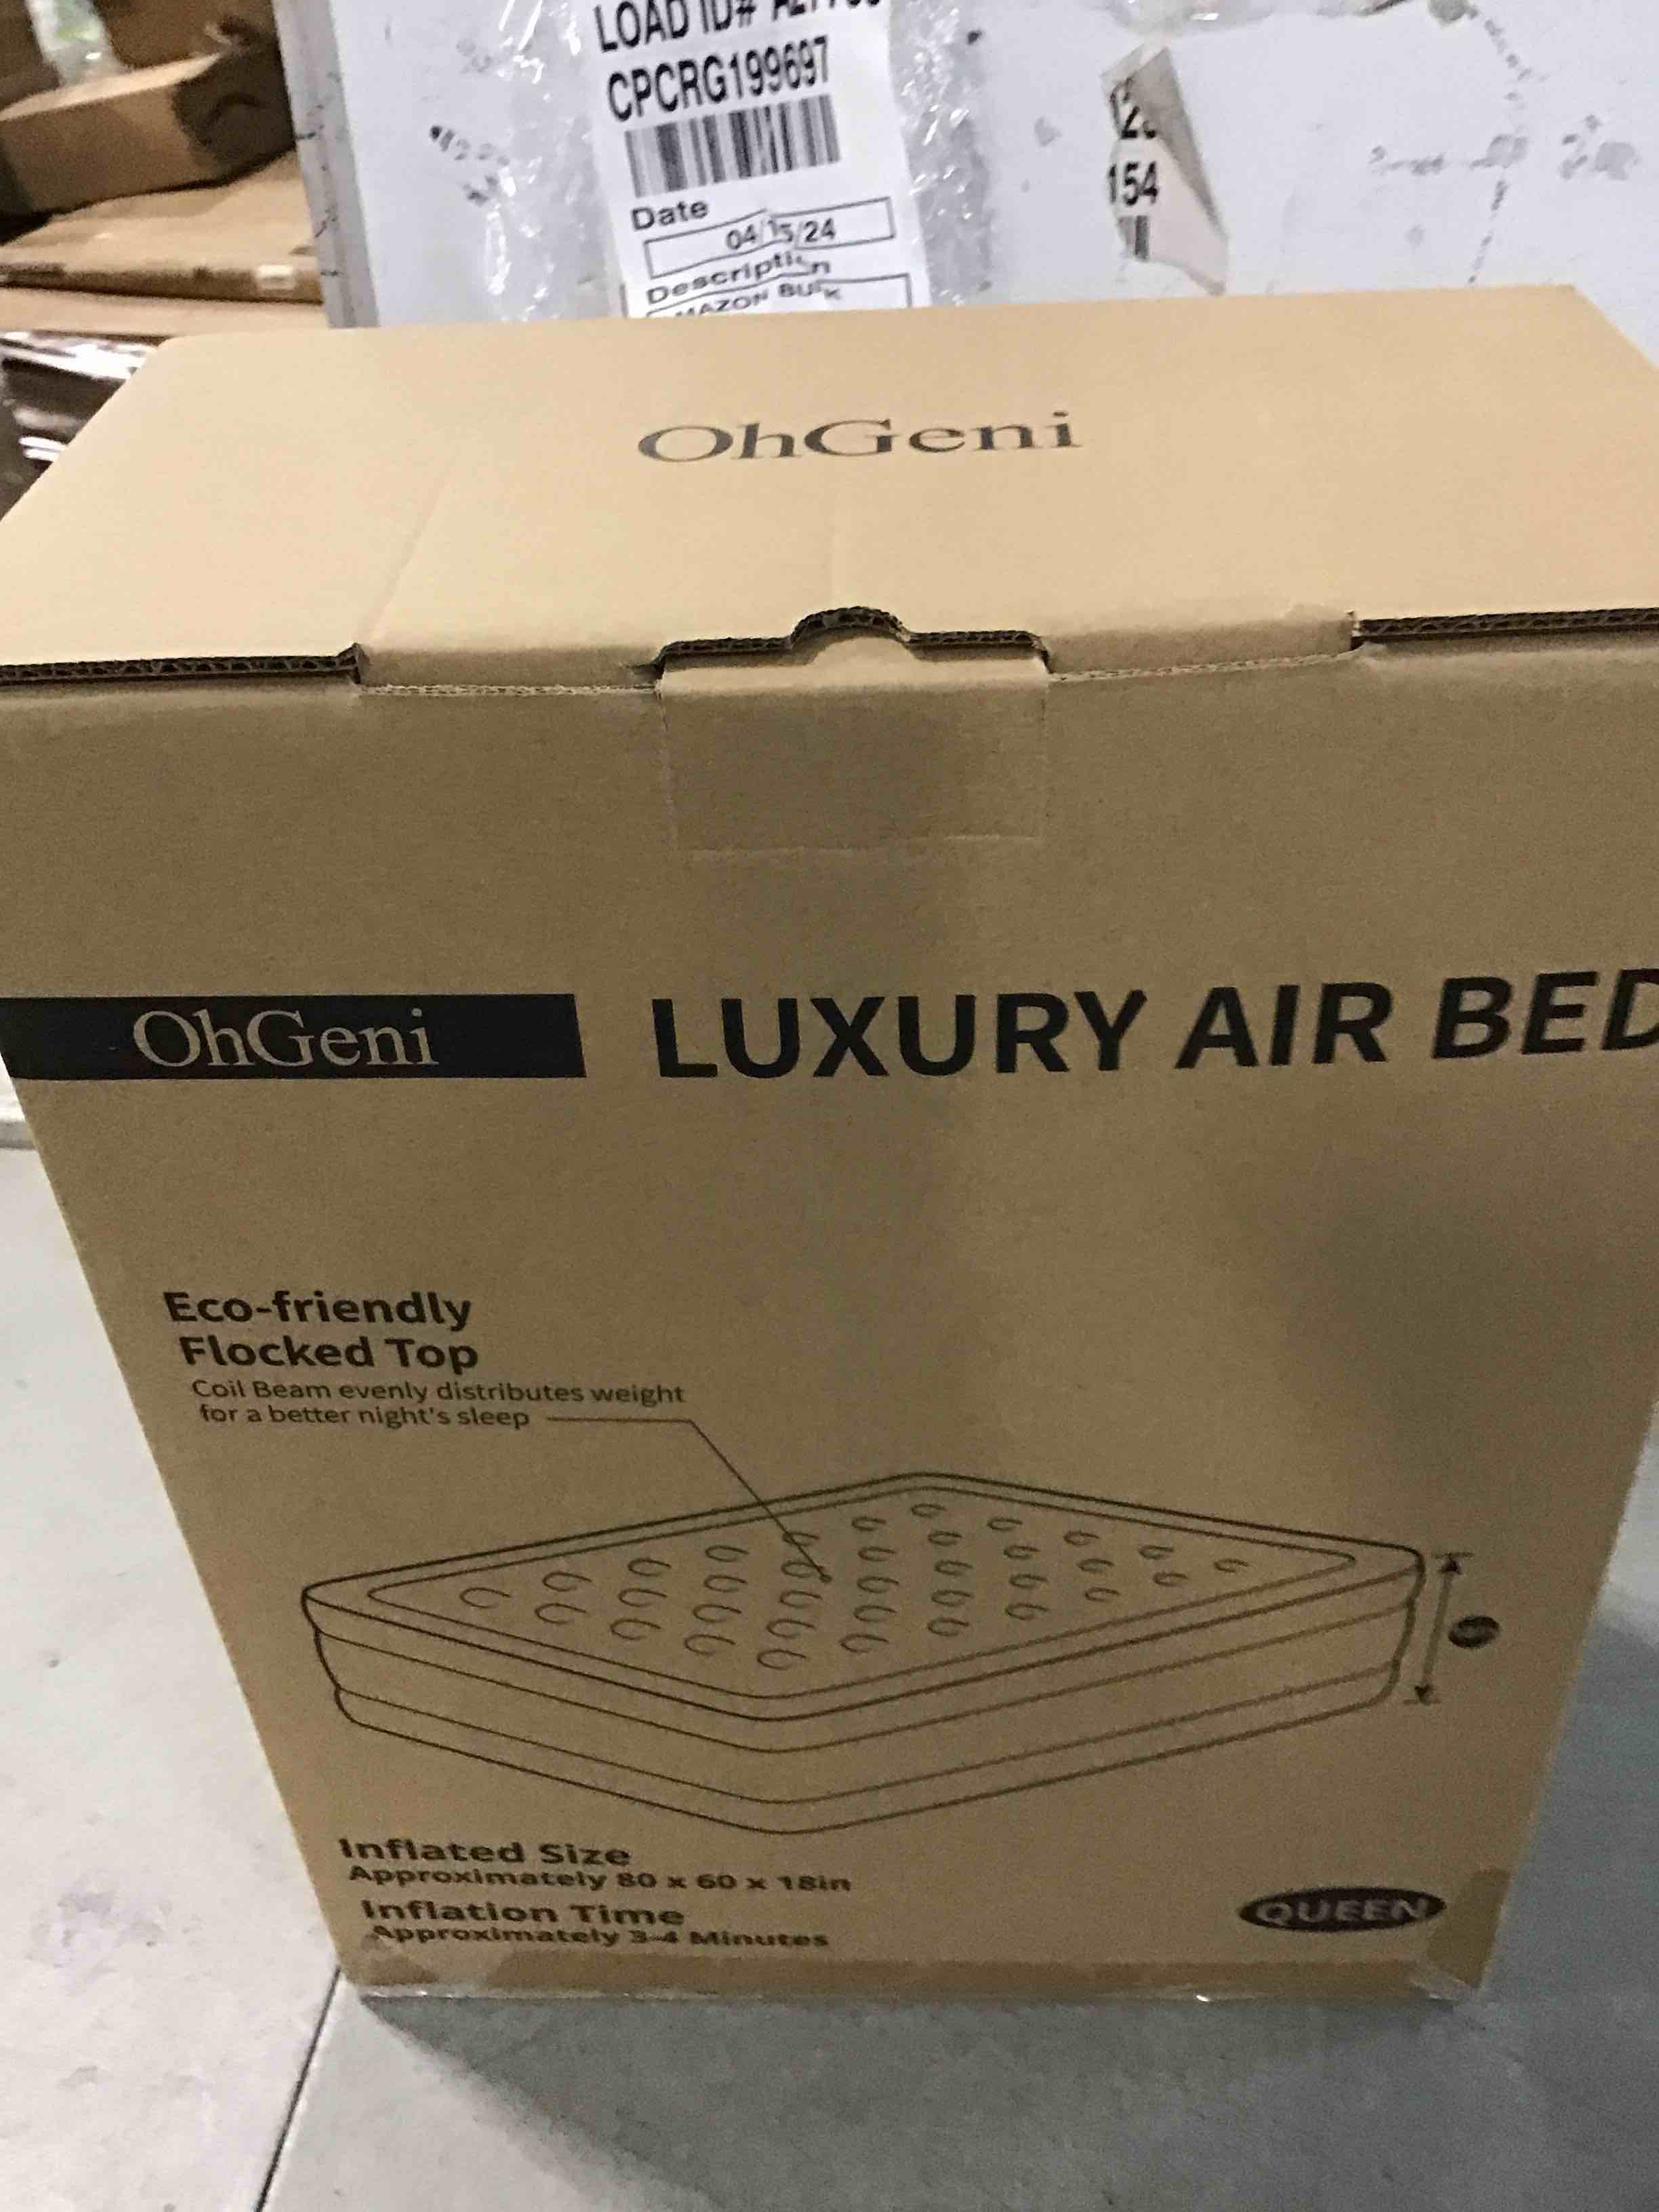 LOAD ID#
CPCRG199697
154
Date
04/15/24
Description
OhGeni
OhGeni LUXURY AIR BED
Eco-friendly
Flocked Top
Coil Beam evenly distributes weight
for a better night's sleep
Inflated Size
Approximately 80 x 60 x 18in
Inflation Time
Approximately 3-4 Minutes
QUEEN